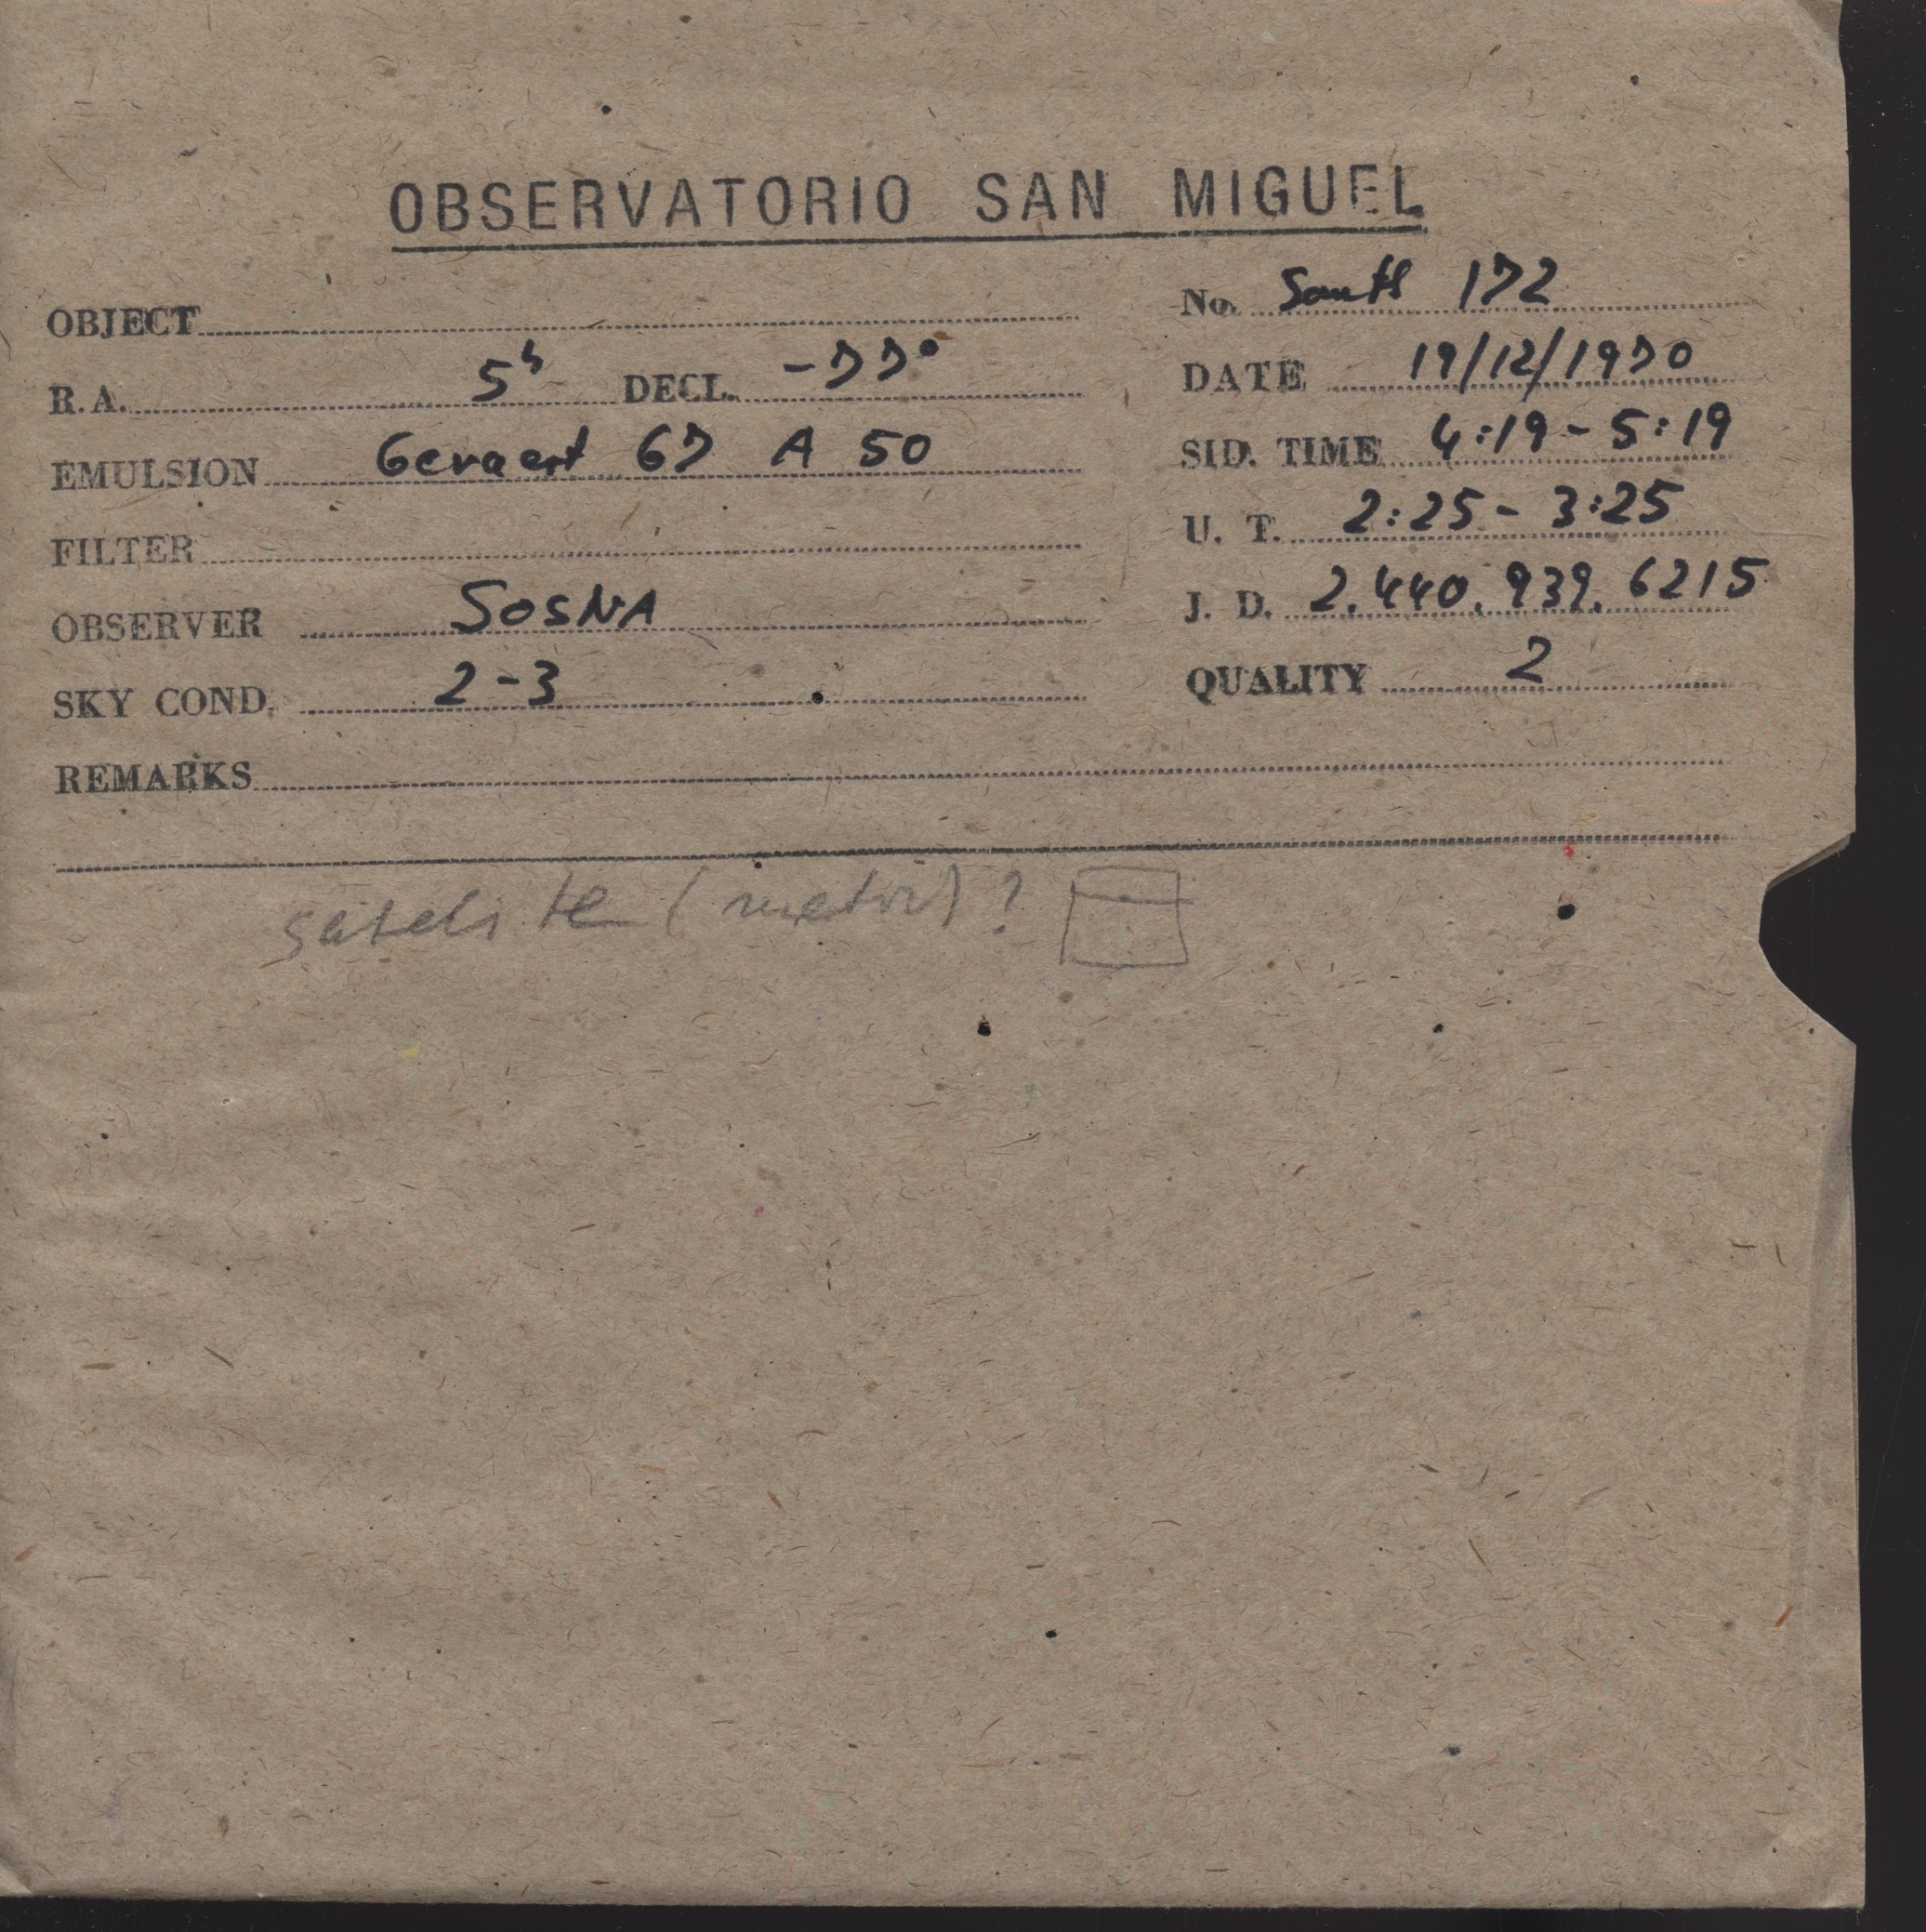 OBSERVATORIO SAN MIGUEL
OBJECT
No. South 172
R.A. 5h DECL. -77°
DATE 19/12/1970
EMULSION Gevaert 67 A 50
SID. TIME 4:19 - 5:19
FILTER
U. T. 2:25 - 3:25
OBSERVER SOSNA
J. D. 2.440.939.6215
SKY COND. 2-3
QUALITY 2
REMARKS
satelite (metor)?